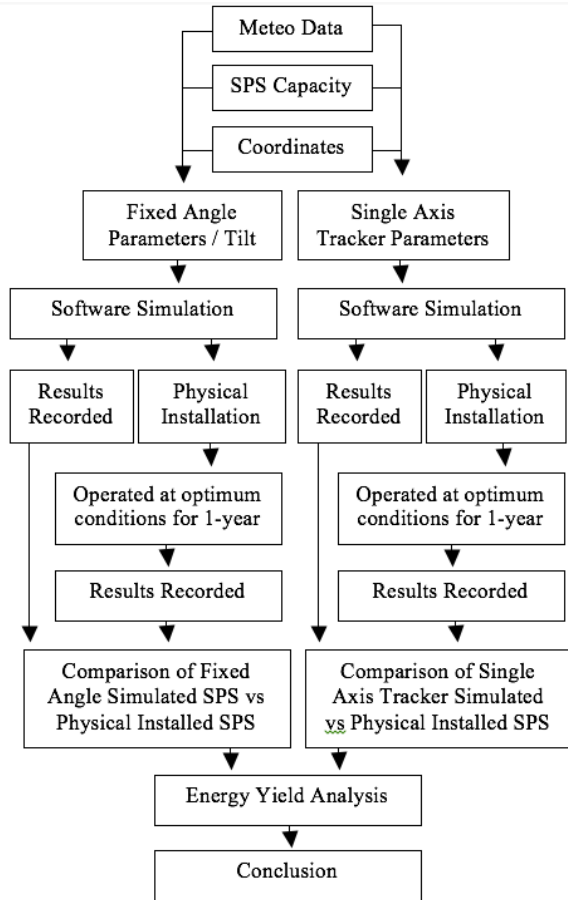 Meteo Data
SPS Capacity
Coordinates
Fixed Angle
Parameters / Tilt
Single Axis
Tracker Parameters
Software Simulation
Software Simulation
Results
Recorded
Physical
Installation
Results
Recorded
Physical
Installation
Operated at optimum
conditions for 1-year
Operated at optimum
conditions for 1-year
Results Recorded
Results Recorded
Comparison of Fixed
Angle Simulated SPS vs
Physical Installed SPS
Comparison of Single
Axis Tracker Simulated
vs Physical Installed SPS
Energy Yield Analysis
Conclusion